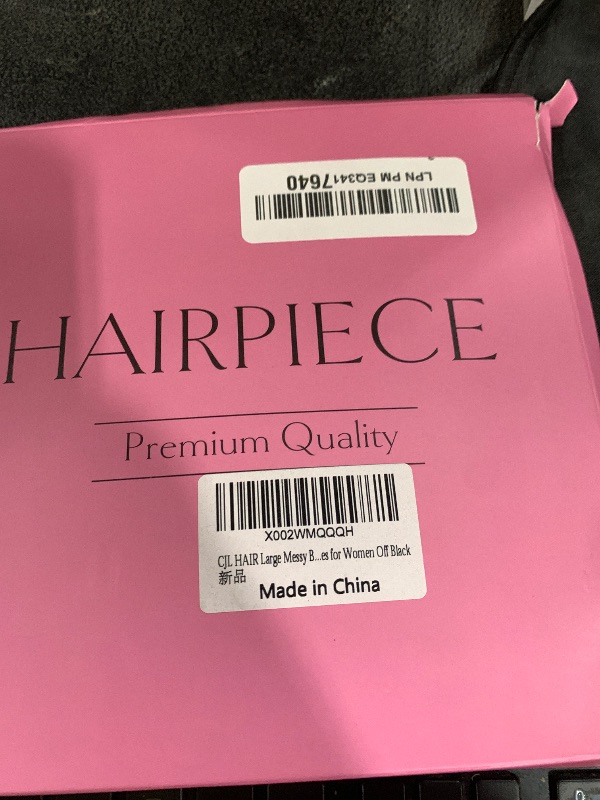 LPN PM EQ3417640
HAIRPIECE
Premium Quality
X002WMQQQH
CJL HAIR Large Messy B...es for Women Off Black
新品
Made in China